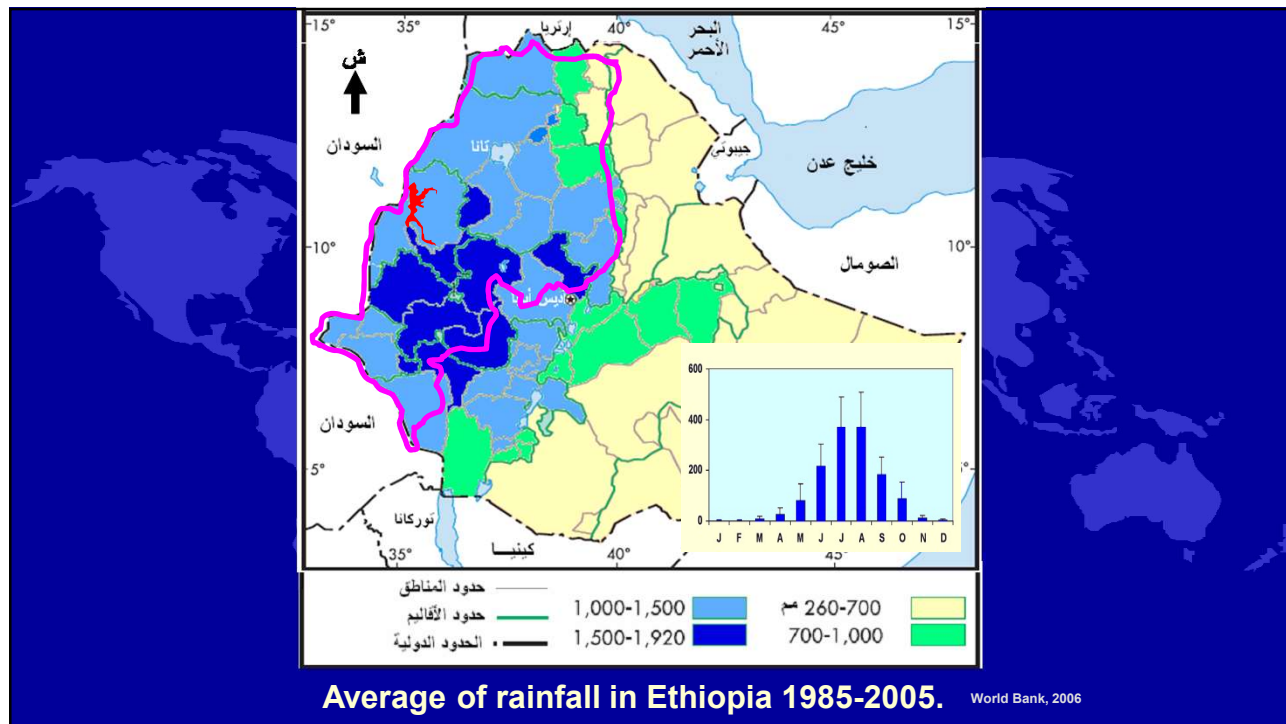 15° 35° إرتريا 40° البحر الأحمر 15°
ش
السودان
تانا
جيبوتي
خليج عدن
10° 10°
الصومال
أديس أبابا
السودان
5° 5°
توركانا
كينيا
35° 40° 45°
600
400
200
0
J F M A M J J A S O N D
حدود المناطق
حدود الأقاليم
الحدود الدولية
1,000-1,500
1,500-1,920
260-700 مم
700-1,000
Average of rainfall in Ethiopia 1985-2005.
World Bank, 2006